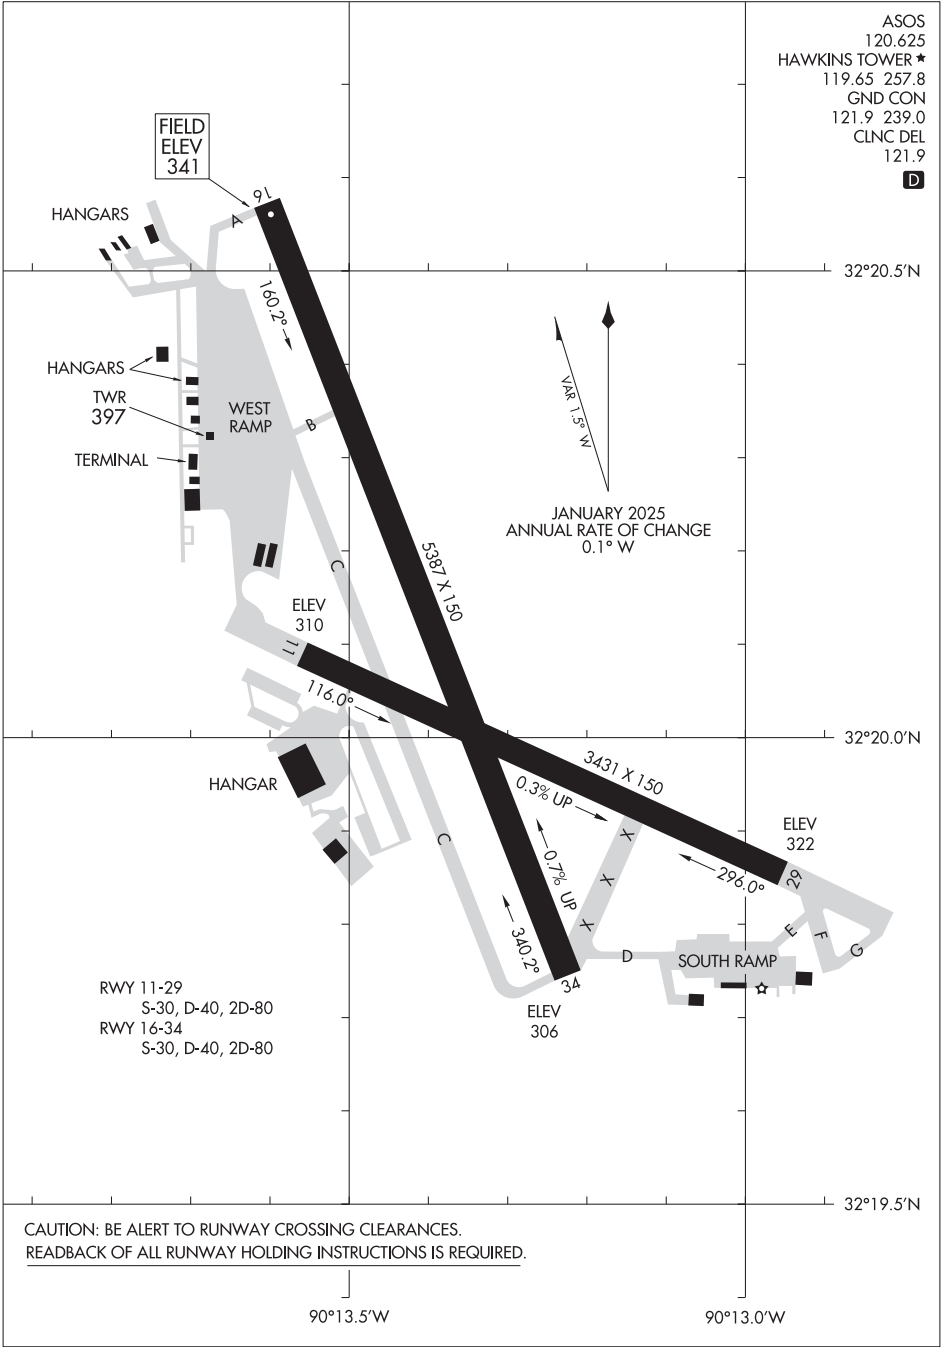 ASOS
120.625
HAWKINS TOWER ★
119.65 257.8
GND CON
121.9 239.0
CLNC DEL
121.9
D
FIELD
ELEV
341
16
A
HANGARS
32°20.5'N
160.2°
HANGARS
TWR
397
WEST
RAMP
B
TERMINAL
VAR 1.5° W
JANUARY 2025
ANNUAL RATE OF CHANGE
0.1° W
5387 X 150
C
ELEV
310
11
116.0°
32°20.0'N
HANGAR
3431 X 150
0.3% UP
C
X
X
X
0.7% UP
ELEV
322
29
296.0°
340.2°
34
ELEV
306
D
SOUTH RAMP
E
F
G
RWY 11-29
S-30, D-40, 2D-80
RWY 16-34
S-30, D-40, 2D-80
32°19.5'N
CAUTION: BE ALERT TO RUNWAY CROSSING CLEARANCES.
READBACK OF ALL RUNWAY HOLDING INSTRUCTIONS IS REQUIRED.
90°13.5'W
90°13.0'W